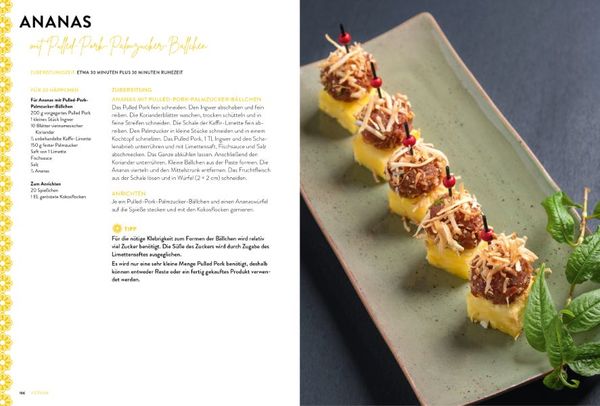 ANANAS
mit Pulled-Pork-Palmzucker-Bällchen
ZUBEREITUNGSZEIT: ETWA 30 MINUTEN PLUS 30 MINUTEN RUHEZEIT
FÜR 20 HÄPPCHEN
Für Ananas mit Pulled-Pork-
Palmzucker-Bällchen
200 g vorgegartes Pulled Pork
1 kleines Stück Ingwer
10 Blätter vietnamesischer
Koriander
½ unbehandelte Kaffir-Limette
150 g fester Palmzucker
Saft von 1 Limette
Fischsauce
Salz
½ Ananas
Zum Anrichten
20 Spießchen
1 EL geröstete Kokosflocken
ZUBEREITUNG
ANANAS MIT PULLED-PORK-PALMZUCKER-BÄLLCHEN
Das Pulled Pork fein schneiden. Den Ingwer abschaben und fein
reiben. Die Korianderblätter waschen, trocken schütteln und in
feine Streifen schneiden. Die Schale der Kaffir-Limette fein ab-
reiben. Den Palmzucker in kleine Stücke schneiden und in einem
Kochtopf schmelzen. Das Pulled Pork, 1 TL Ingwer und den Scha-
lenabrieb unterrühren und mit Limettensaft, Fischsauce und Salz
abschmecken. Das Ganze abkühlen lassen. Anschließend den
Koriander unterrühren. Kleine Bällchen aus der Paste formen. Die
Ananas vierteln und den Mittelstrunk entfernen. Das Fruchtfleisch
aus der Schale lösen und in Würfel (2 × 2 cm) schneiden.
ANRICHTEN
Je ein Pulled-Pork-Palmzucker-Bällchen und einen Ananaswürfel
auf die Spieße stecken und mit den Kokosflocken garnieren.
TIPP
Für die nötige Klebrigkeit zum Formen der Bällchen wird relativ
viel Zucker benötigt. Die Süße des Zuckers wird durch Zugabe des
Limettensaftes ausgeglichen.
Es wird nur eine sehr kleine Menge Pulled Pork benötigt, deshalb
können entweder Reste oder ein fertig gekauftes Produkt verwen-
det werden.